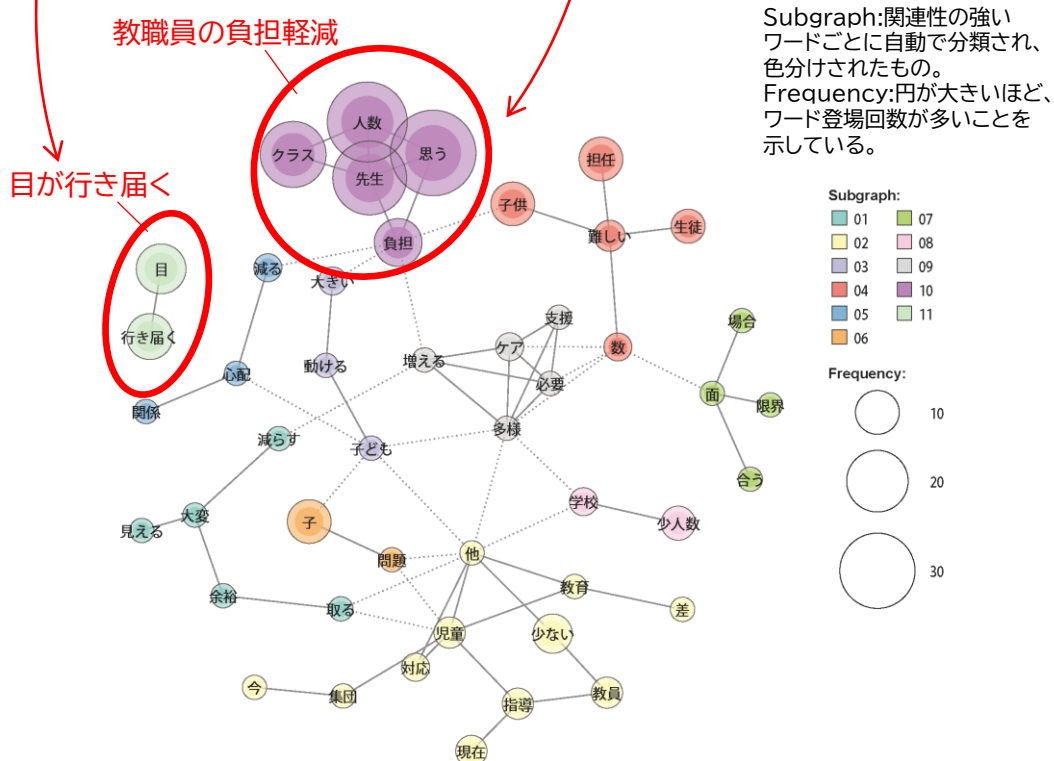 Subgraph:関連性の強い
ワードごとに自動で分類され、
色分けされたもの。
Frequency:円が大きいほど、
ワード登場回数が多いことを
示している。
教職員の負担軽減
目が行き届く
人数
クラス
思う
先生
負担
担任
子供
生徒
難しい
目
減る
大きい
行き届く
支援
場合
ケア
数
増える
動ける
心配
必要
面
限界
関係
多様
減らす
子ども
合う
学校
大変
子
少人数
見える
他
問題
教育
余裕
取る
差
児童
少ない
対応
今
集団
教員
指導
現在
Subgraph:
01
02
03
04
05
06
07
08
09
10
11
Frequency:
10
20
30